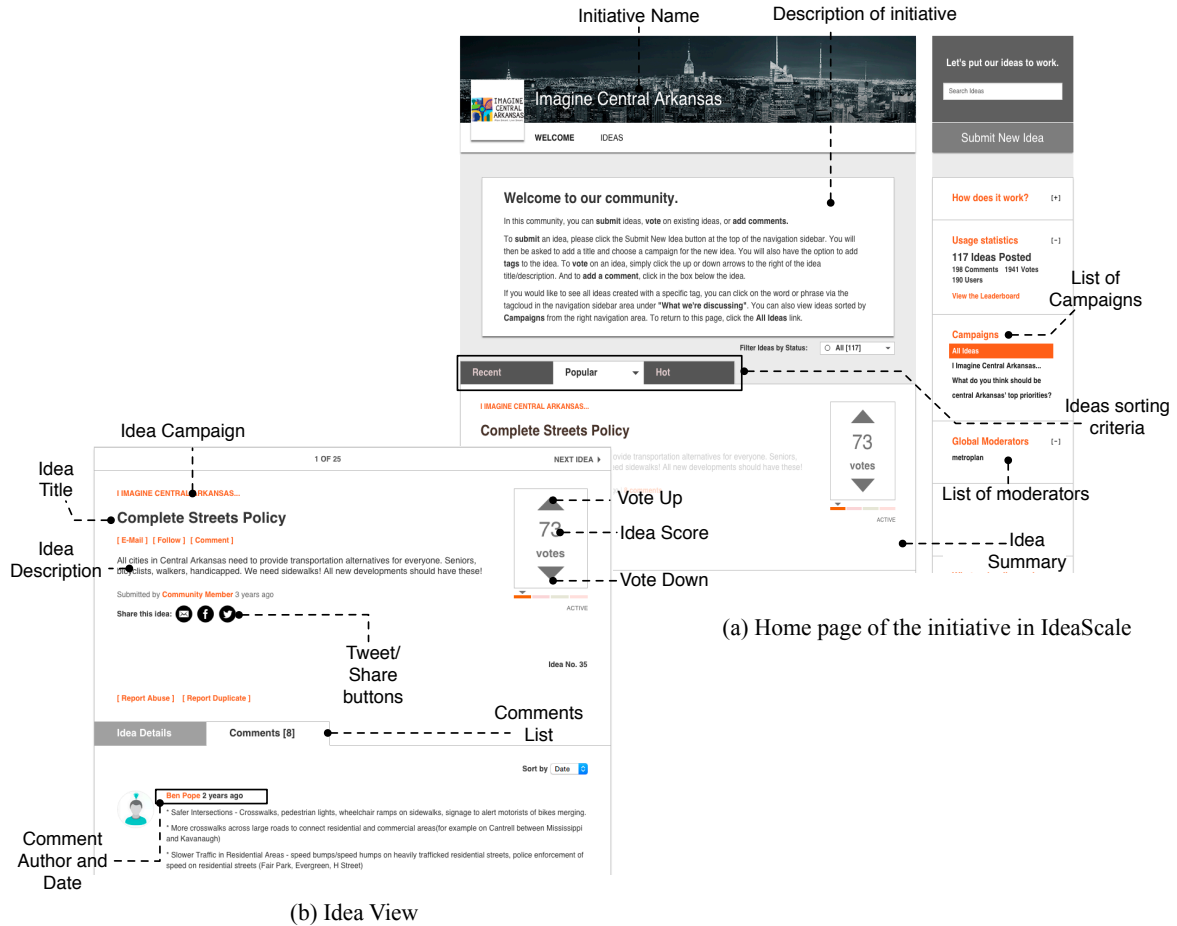 Initiative Name
Description of initiative
IMAGINE
CENTRAL
ARKANSAS
Imagine Central Arkansas
WELCOME IDEAS
Let's put our ideas to work.
Search Ideas
Submit New Idea
Welcome to our community.
In this community, you can submit ideas, vote on existing ideas, or add comments.
To submit an idea, please click the Submit New Idea button at the top of the navigation sidebar. You will
then be asked to add a title and choose a campaign for the new idea. You will also have the option to add
tags to the idea. To vote on an idea, simply click the up or down arrows to the right of the idea
title/description. And to add a comment, click in the box below the idea.
If you would like to see all ideas created with a specific tag, you can click on the word or phrase via the
tagcloud in the navigation sidebar area under "What we're discussing". You can also view ideas sorted by
Campaigns from the right navigation area. To return to this page, click the All Ideas link.
Filter Ideas by Status: All [117]
Recent Popular Hot
How does it work? [+]
Usage statistics [-]
117 Ideas Posted
198 Comments 1941 Votes
190 Users
View the Leaderboard
List of
Campaigns
Campaigns
All Ideas
I Imagine Central Arkansas...
What do you think should be
central Arkansas' top priorities?
Ideas sorting
criteria
Global Moderators [-]
metroplan
List of moderators
I IMAGINE CENTRAL ARKANSAS...
Complete Streets Policy
ovide transportation alternatives for everyone. Seniors,
ed sidewalks! All new developments should have these!
73
votes
ACTIVE
Idea
Summary
(a) Home page of the initiative in IdeaScale
Idea Campaign
1 OF 25 NEXT IDEA
Idea
Title
I IMAGINE CENTRAL ARKANSAS...
Complete Streets Policy
[ E-Mail ] [ Follow ] [ Comment ]
Idea
Description
All cities in Central Arkansas need to provide transportation alternatives for everyone. Seniors,
bicyclists, walkers, handicapped. We need sidewalks! All new developments should have these!
Submitted by Community Member 3 years ago
Share this idea:
73
votes
ACTIVE
Vote Up
Idea Score
Vote Down
Tweet/
Share
buttons
Idea No. 35
[ Report Abuse ] [ Report Duplicate ]
Comments
List
Idea Details Comments [8]
Sort by Date
Ben Pope 2 years ago
* Safer Intersections - Crosswalks, pedestrian lights, wheelchair ramps on sidewalks, signage to alert motorists of bikes merging.
* More crosswalks across large roads to connect residential and commercial areas(for example on Cantrell between Mississippi
and Kavanaugh)
* Slower Traffic in Residential Areas - speed bumps/speed humps on heavily trafficked residential streets, police enforcement of
speed on residential streets (Fair Park, Evergreen, H Street)
Comment
Author and
Date
(b) Idea View